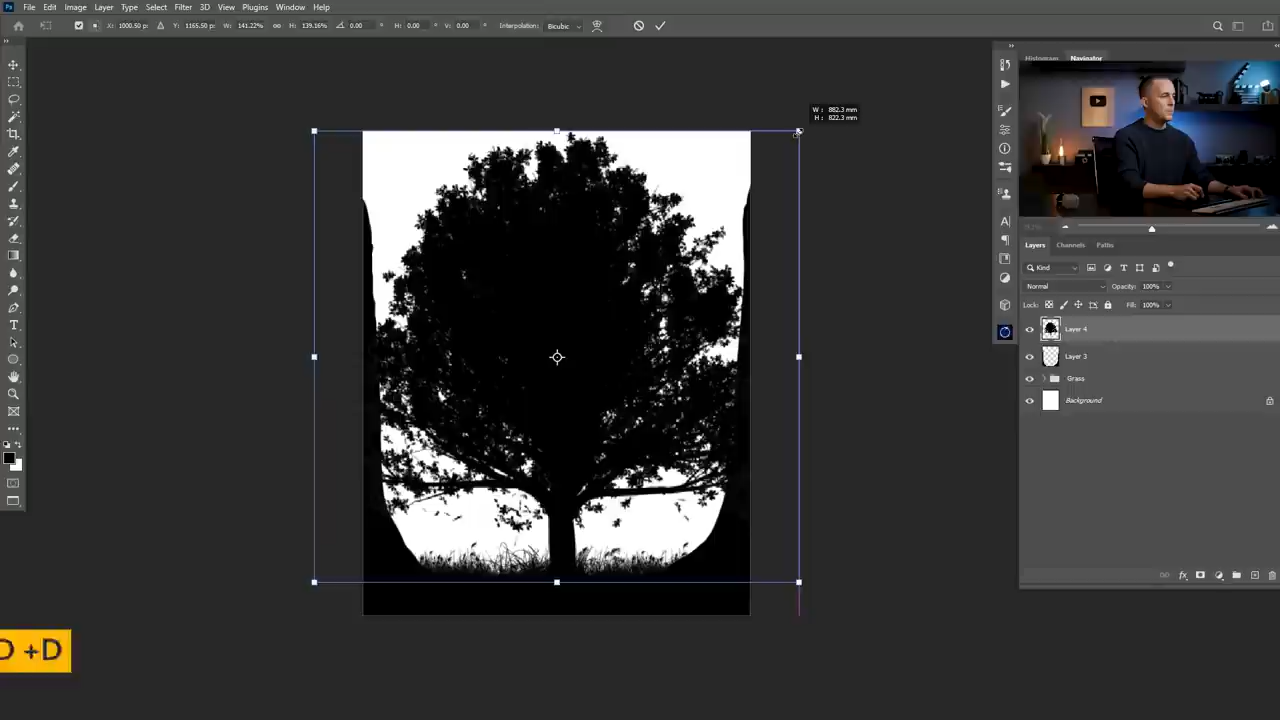 Ps File Edit Image Layer Type Select Filter 3D View Plugins Window Help
X: 1000.50 px Y: 1165.50 px W: 141.22% H: 139.16% 0.00 ° H: 0.00 ° V: 0.00 ° Interpolation: Bicubic
Histogram Navigator
W : 882.3 mm
H : 822.3 mm
Layers Channels Paths
Kind
Normal Opacity: 100%
Lock: Fill: 100%
Layer 4
Layer 3
Grass
Background
D +D